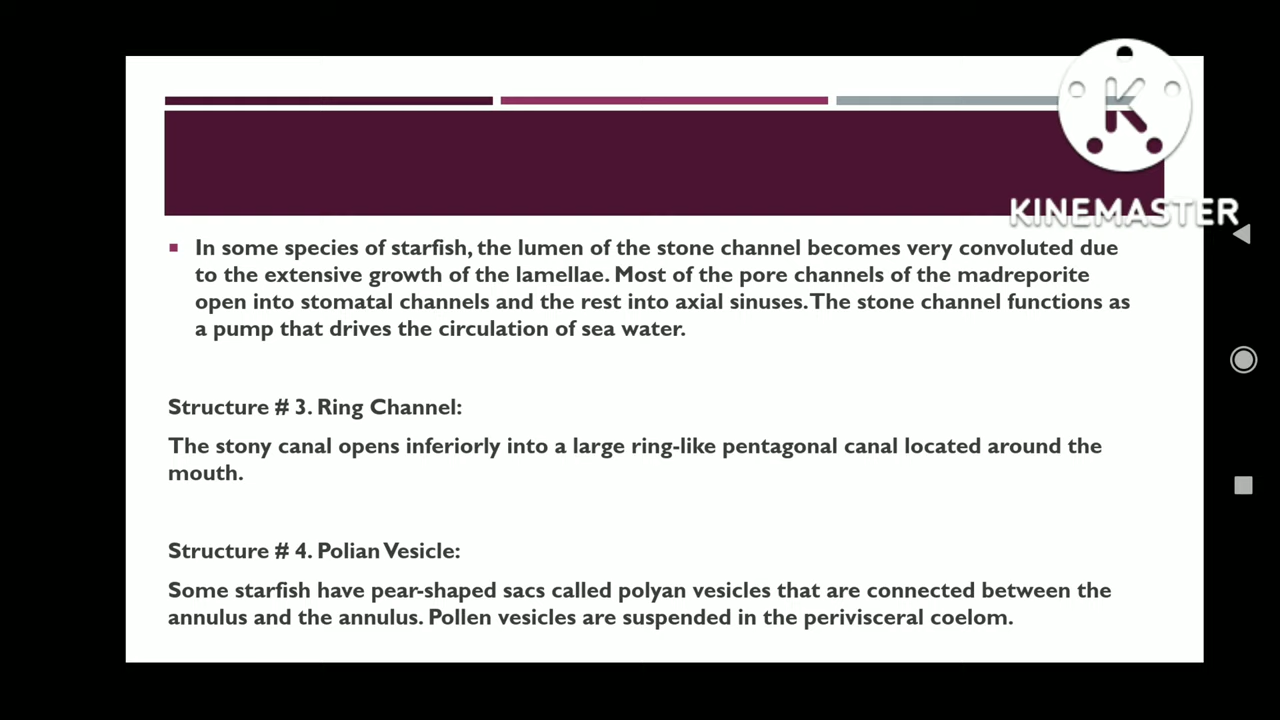 K
KINEMASTER
In some species of starfish, the lumen of the stone channel becomes very convoluted due
to the extensive growth of the lamellae. Most of the pore channels of the madreporite
open into stomatal channels and the rest into axial sinuses. The stone channel functions as
a pump that drives the circulation of sea water.
Structure # 3. Ring Channel:
The stony canal opens inferiorly into a large ring-like pentagonal canal located around the
mouth.
Structure # 4. Polian Vesicle:
Some starfish have pear-shaped sacs called polyan vesicles that are connected between the
annulus and the annulus. Pollen vesicles are suspended in the perivisceral coelom.